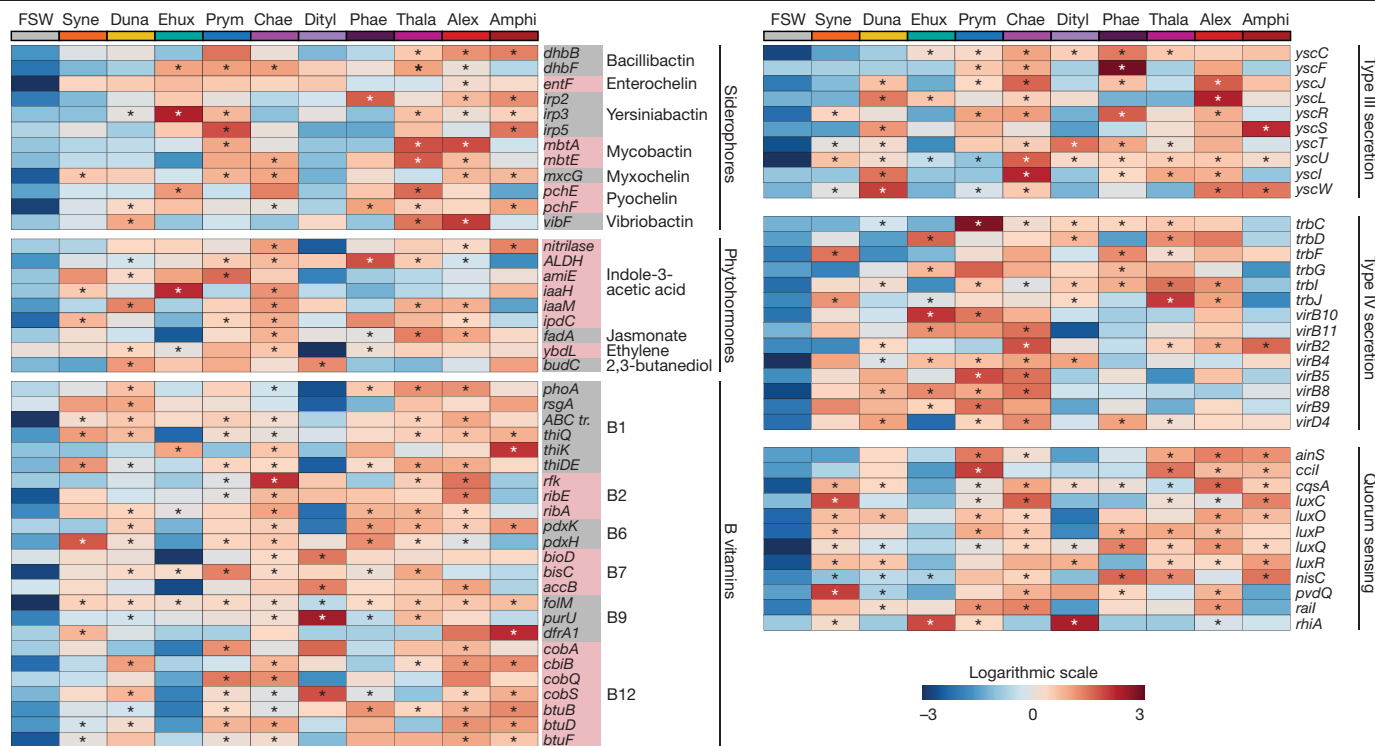 FSW Syne Duna Ehux Prym Chae Dityl Phae Thala Alex Amphi
dhbB
dhbF
Bacillibactin
entF Enterochelin
irp2
irp3
irp5
Yersiniabactin
mbtA
mbtE
Mycobactin
mxcG Myxochelin
pchE
pchF
Pyochelin
vibF Vibriobactin
Siderophores
nitrilase
ALDH
amiE
iaaH
iaaM
ipdC
Indole-3-
acetic acid
fadA Jasmonate
ybdL Ethylene
budC 2,3-butanediol
Phytohormones
phoA
rsgA
ABC tr.
thiQ
thiK
thiDE
B1
rfk
ribE
ribA
B2
pdxK
pdxH
B6
bioD
bisC
accB
B7
folM
purU
dfrA1
B9
cobA
cbiB
cobQ
cobS
btuB
btuD
btuF
B12
B vitamins
FSW Syne Duna Ehux Prym Chae Dityl Phae Thala Alex Amphi
yscC
yscF
yscJ
yscL
yscR
yscS
yscT
yscU
yscI
yscW
Type III secretion
trbC
trbD
trbF
trbG
trbI
trbJ
virB10
virB11
virB2
virB4
virB5
virB8
virB9
virD4
Type IV secretion
ainS
cciI
cqsA
luxC
luxO
luxP
luxQ
luxR
nisC
pvdQ
raiI
rhiA
Quorum sensing
Logarithmic scale
−3 0 3